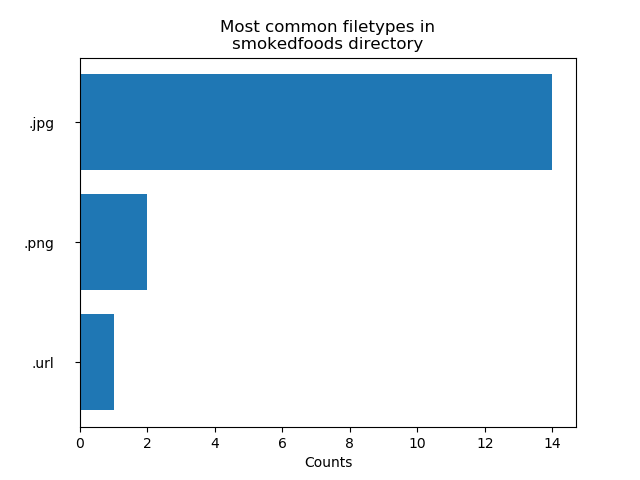 Most common filetypes in
smokedfoods directory
.jpg
.png
.url
0 2 4 6 8 10 12 14
Counts